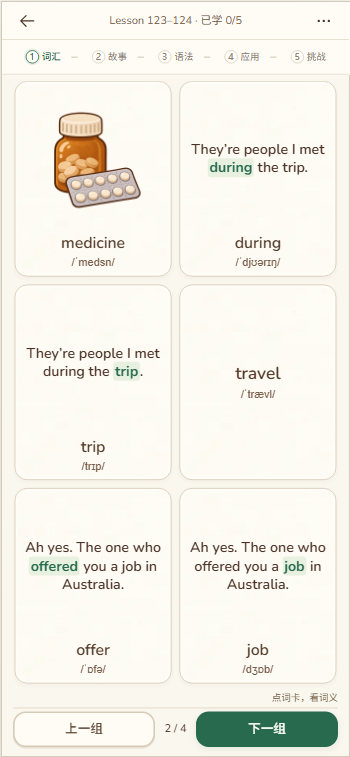 Lesson 123–124 · 已学 0/5
1 词汇 – 2 故事 – 3 语法 – 4 应用 – 5 挑战
medicine
/ˈmedsn/
They're people I met
during the trip.
during
/ˈdjʊərɪŋ/
They're people I met
during the trip.
trip
/trɪp/
travel
/ˈtrævl/
Ah yes. The one who
offered you a job in
Australia.
offer
/ˈɒfə/
Ah yes. The one who
offered you a job in
Australia.
job
/dʒɒb/
点词卡，看词义
上一组 2 / 4 下一组